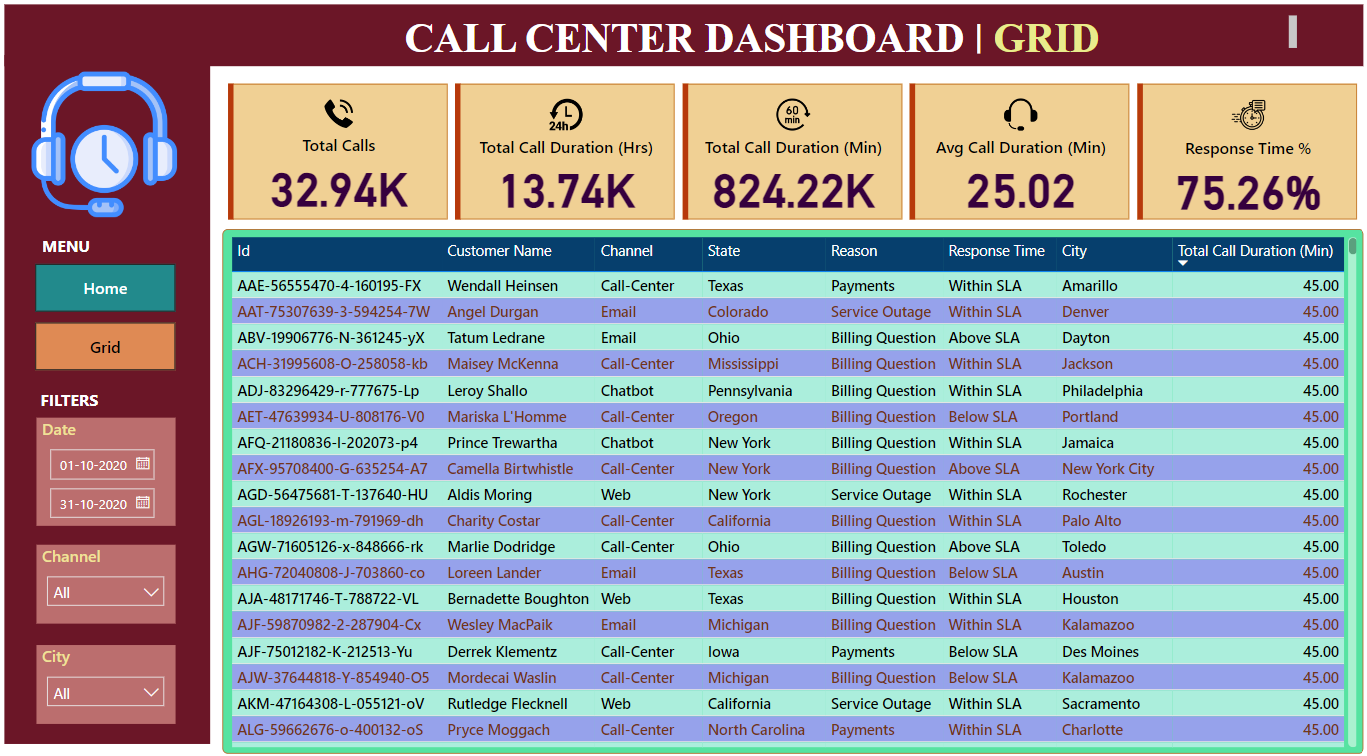 CALL CENTER DASHBOARD | GRID
Total Calls
32.94K
24h
Total Call Duration (Hrs)
13.74K
60 min
Total Call Duration (Min)
824.22K
Avg Call Duration (Min)
25.02
Response Time %
75.26%
MENU
Home
Grid
FILTERS
Date
01-10-2020
31-10-2020
Channel
All
City
All
Id Customer Name Channel State Reason Response Time City Total Call Duration (Min)
AAE-56555470-4-160195-FX Wendall Heinsen Call-Center Texas Payments Within SLA Amarillo 45.00
AAT-75307639-3-594254-7W Angel Durgan Email Colorado Service Outage Within SLA Denver 45.00
ABV-19906776-N-361245-yX Tatum Ledrane Email Ohio Billing Question Above SLA Dayton 45.00
ACH-31995608-O-258058-kb Maisey McKenna Call-Center Mississippi Billing Question Within SLA Jackson 45.00
ADJ-83296429-r-777675-Lp Leroy Shallo Chatbot Pennsylvania Billing Question Within SLA Philadelphia 45.00
AET-47639934-U-808176-V0 Mariska L'Homme Call-Center Oregon Billing Question Below SLA Portland 45.00
AFQ-21180836-I-202073-p4 Prince Trewartha Chatbot New York Billing Question Within SLA Jamaica 45.00
AFX-95708400-G-635254-A7 Camella Birtwhistle Call-Center New York Billing Question Above SLA New York City 45.00
AGD-56475681-T-137640-HU Aldis Moring Web New York Service Outage Within SLA Rochester 45.00
AGL-18926193-m-791969-dh Charity Costar Call-Center California Billing Question Within SLA Palo Alto 45.00
AGW-71605126-x-848666-rk Marlie Dodridge Call-Center Ohio Billing Question Above SLA Toledo 45.00
AHG-72040808-J-703860-co Loreen Lander Email Texas Billing Question Below SLA Austin 45.00
AJA-48171746-T-788722-VL Bernadette Boughton Web Texas Billing Question Within SLA Houston 45.00
AJF-59870982-2-287904-Cx Wesley MacPaik Email Michigan Billing Question Within SLA Kalamazoo 45.00
AJF-75012182-K-212513-Yu Derrek Klementz Call-Center Iowa Payments Below SLA Des Moines 45.00
AJW-37644818-Y-854940-O5 Mordecai Waslin Call-Center Michigan Billing Question Below SLA Kalamazoo 45.00
AKM-47164308-L-055121-oV Rutledge Flecknell Web California Service Outage Within SLA Sacramento 45.00
ALG-59662676-o-400132-oS Pryce Moggach Call-Center North Carolina Payments Within SLA Charlotte 45.00